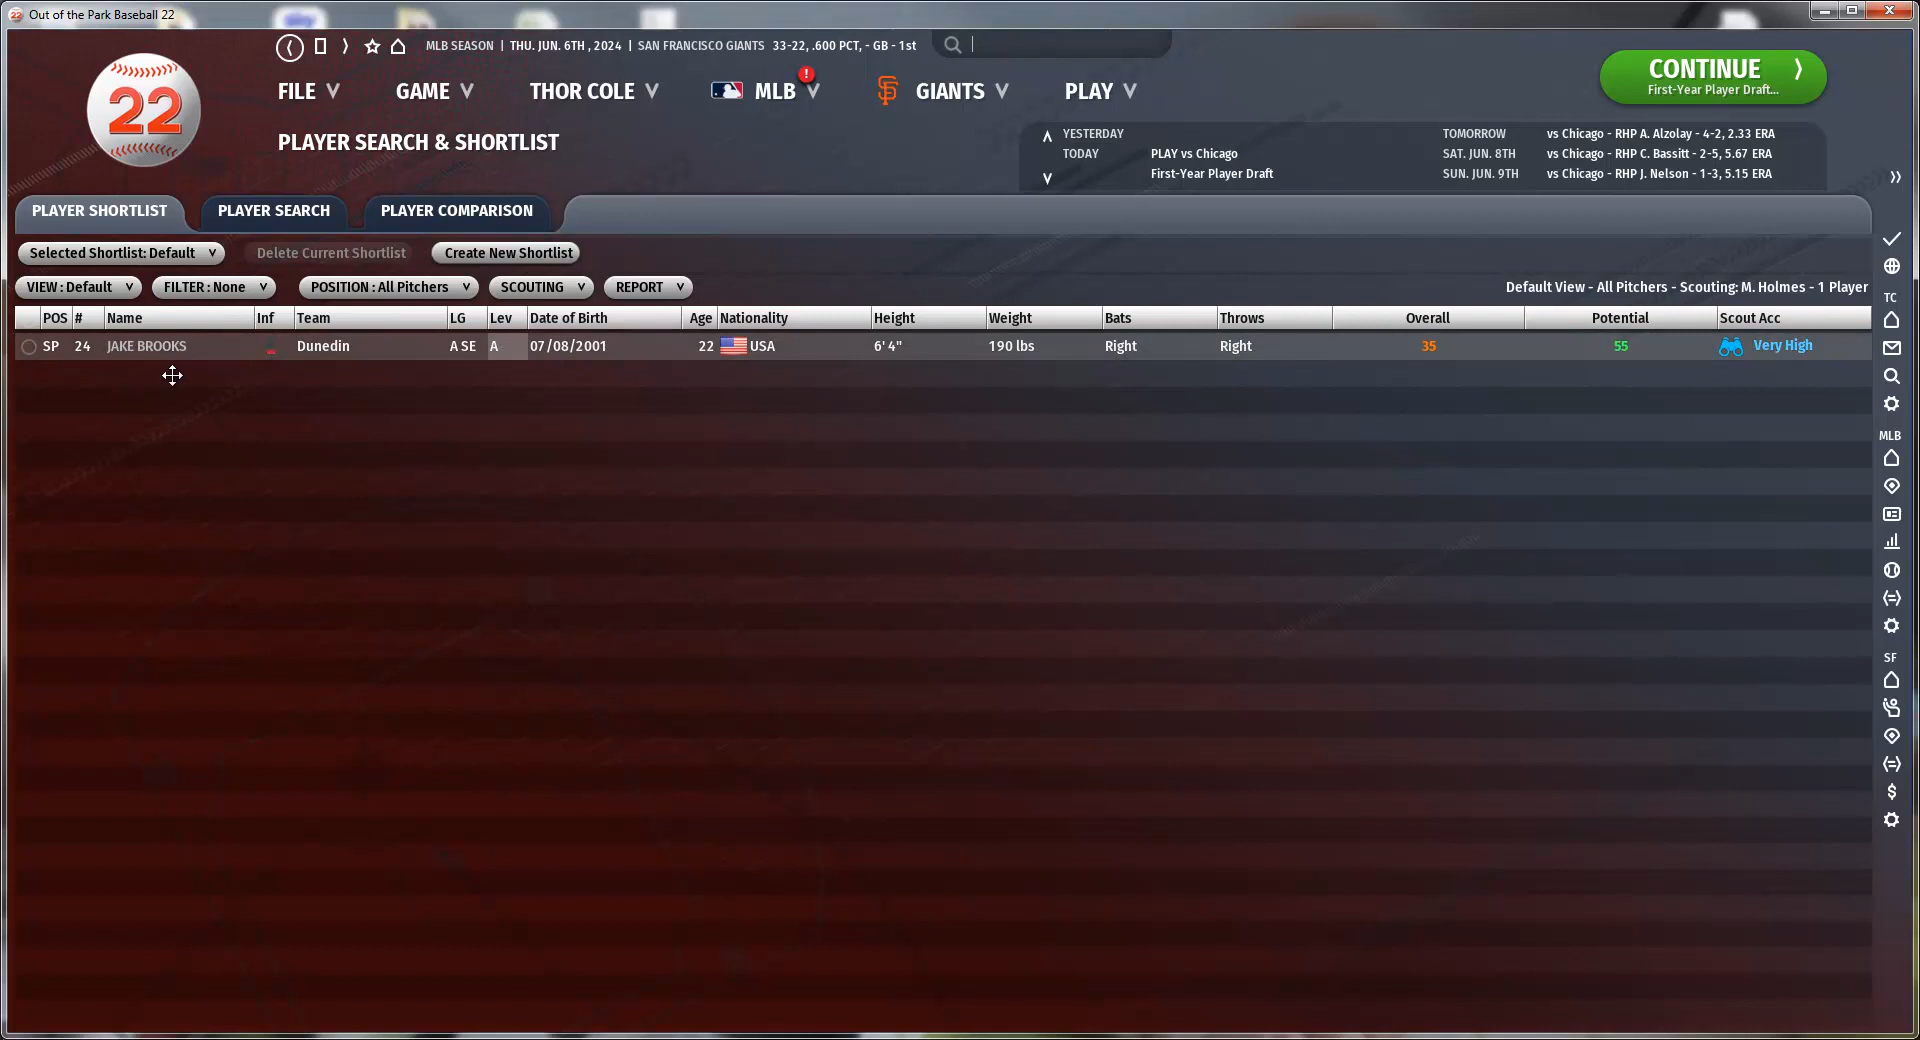 Out of the Park Baseball 22
MLB SEASON | THU. JUN. 6TH , 2024 | SAN FRANCISCO GIANTS 33-22, .600 PCT, - GB - 1st
22
FILE GAME THOR COLE MLB ! GIANTS PLAY
CONTINUE
First-Year Player Draft...
PLAYER SEARCH & SHORTLIST
YESTERDAY TOMORROW vs Chicago - RHP A. Alzolay - 4-2, 2.33 ERA
TODAY PLAY vs Chicago SAT. JUN. 8TH vs Chicago - RHP C. Bassitt - 2-5, 5.67 ERA
First-Year Player Draft SUN. JUN. 9TH vs Chicago - RHP J. Nelson - 1-3, 5.15 ERA
PLAYER SHORTLIST PLAYER SEARCH PLAYER COMPARISON
Selected Shortlist: Default Delete Current Shortlist Create New Shortlist
VIEW : Default FILTER : None POSITION : All Pitchers SCOUTING REPORT Default View - All Pitchers - Scouting: M. Holmes - 1 Player
POS # Name Inf Team LG Lev Date of Birth Age Nationality Height Weight Bats Throws Overall Potential Scout Acc
SP 24 JAKE BROOKS Dunedin A SE A 07/08/2001 22 USA 6' 4" 190 lbs Right Right 35 55 Very High
TC
MLB
SF